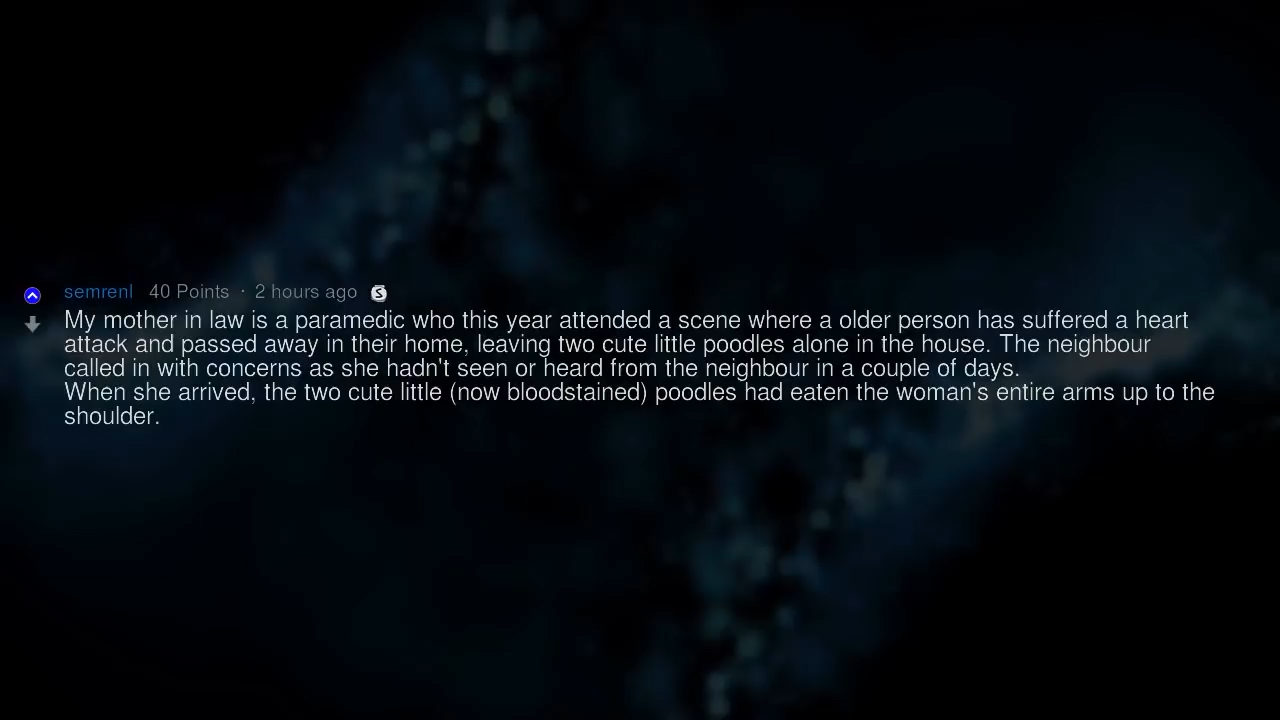 semrenl 40 Points · 2 hours ago S
My mother in law is a paramedic who this year attended a scene where a older person has suffered a heart
attack and passed away in their home, leaving two cute little poodles alone in the house. The neighbour
called in with concerns as she hadn't seen or heard from the neighbour in a couple of days.
When she arrived, the two cute little (now bloodstained) poodles had eaten the woman's entire arms up to the
shoulder.